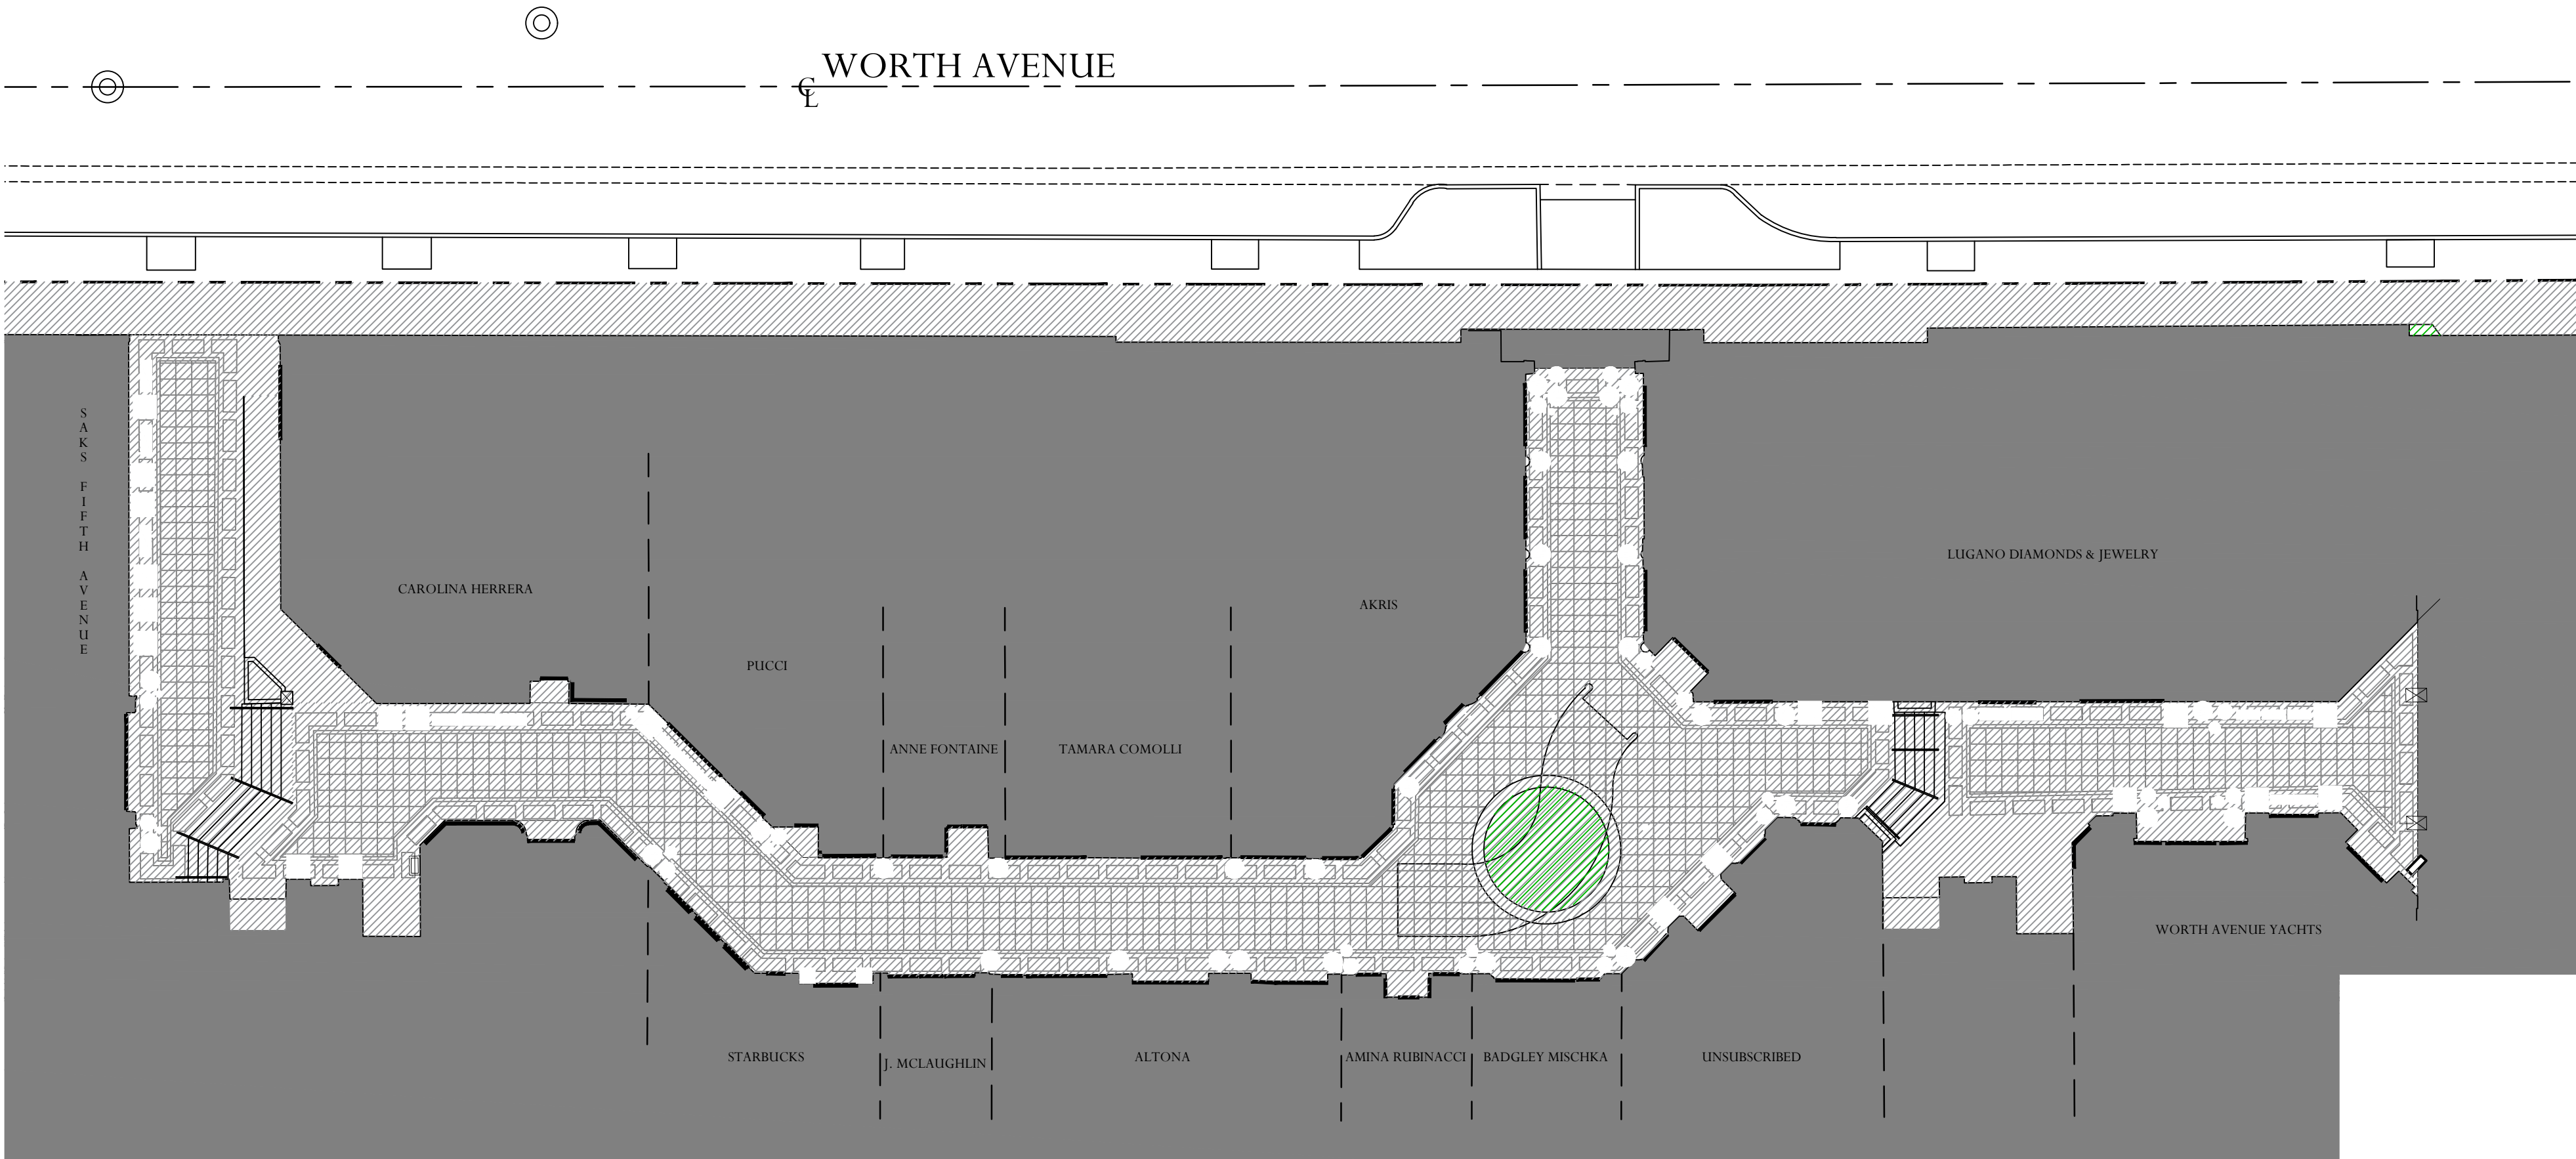 WORTH AVENUE
CL
SAKS FIFTH AVENUE
LUGANO DIAMONDS & JEWELRY
CAROLINA HERRERA
AKRIS
PUCCI
ANNE FONTAINE
TAMARA COMOLLI
WORTH AVENUE YACHTS
STARBUCKS
J. MCLAUGHLIN
ALTONA
AMINA RUBINACCI
BADGLEY MISCHKA
UNSUBSCRIBED